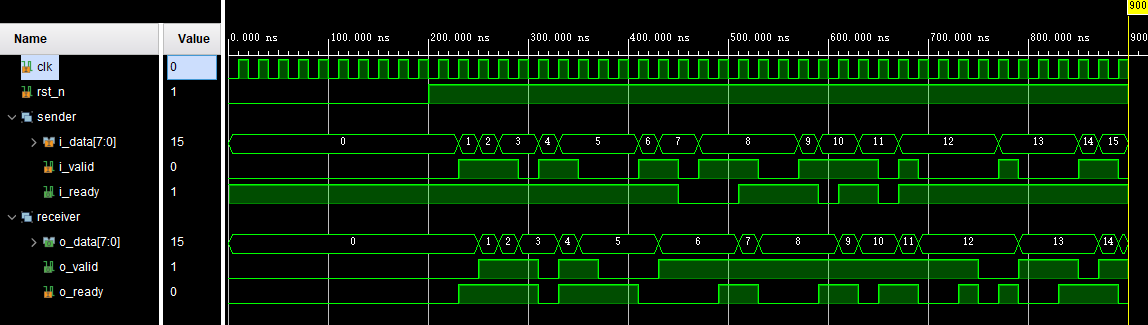 900
Name Value
0.000 ns 100.000 ns 200.000 ns 300.000 ns 400.000 ns 500.000 ns 600.000 ns 700.000 ns 800.000 ns 900
clk 0
rst_n 1
sender
i_data[7:0] 15 0 1 2 3 4 5 6 7 8 9 10 11 12 13 14 15
i_valid 0
i_ready 1
receiver
o_data[7:0] 15 0 1 2 3 4 5 6 7 8 9 10 11 12 13 14
o_valid 1
o_ready 0